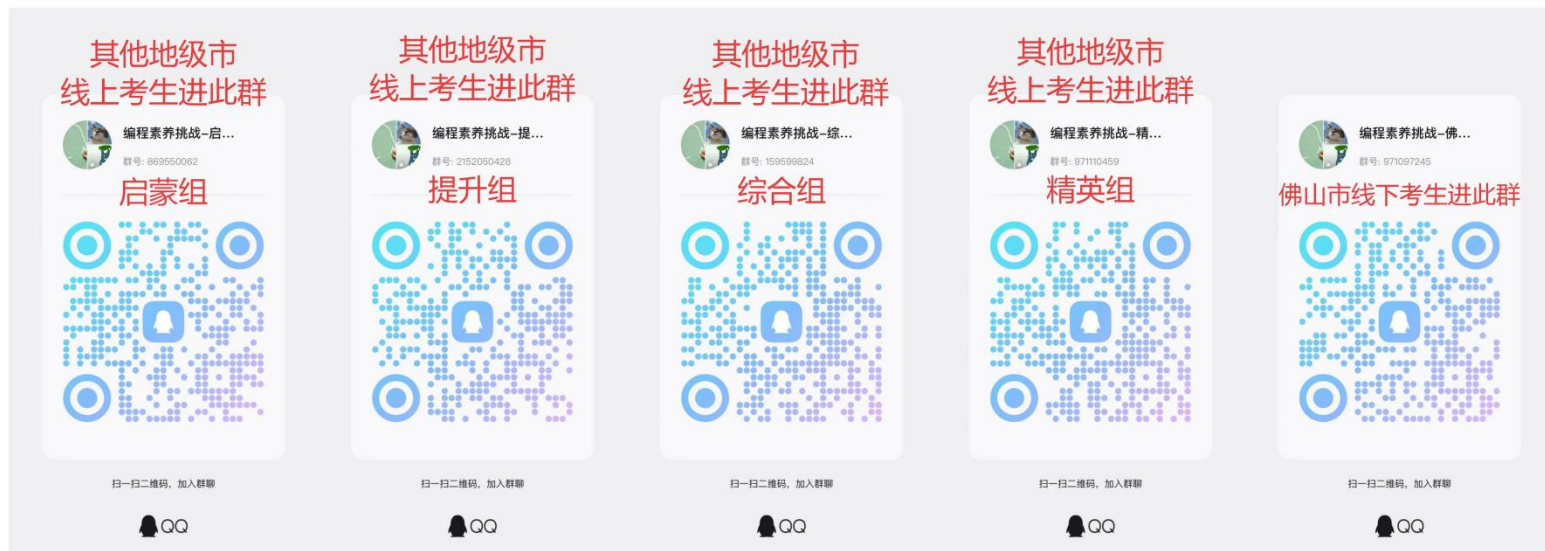 其他地级市
线上考生进此群
编程素养挑战-启...
群号: 869550062
启蒙组
扫一扫二维码，加入群聊
QQ
其他地级市
线上考生进此群
编程素养挑战-提...
群号: 2152050428
提升组
扫一扫二维码，加入群聊
QQ
其他地级市
线上考生进此群
编程素养挑战-综...
群号: 159599824
综合组
扫一扫二维码，加入群聊
QQ
其他地级市
线上考生进此群
编程素养挑战-精...
群号: 971110459
精英组
扫一扫二维码，加入群聊
QQ
编程素养挑战-佛...
群号: 971097245
佛山市线下考生进此群
扫一扫二维码，加入群聊
QQ